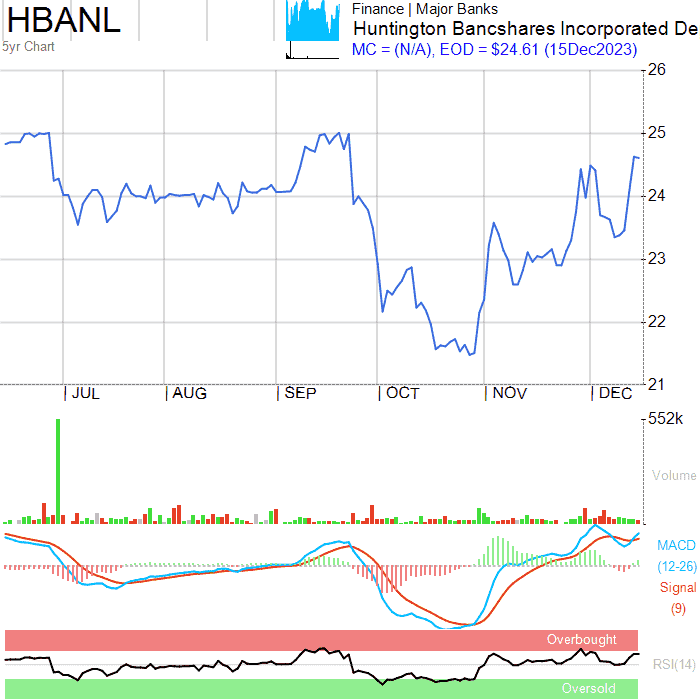 HBANL
5yr Chart
Finance | Major Banks
Huntington Bancshares Incorporated De
MC = (N/A), EOD = $24.61 (15Dec2023)
26
25
24
23
22
21
JUL AUG SEP OCT NOV DEC
552k
Volume
MACD
(12-26)
Signal
(9)
Overbought
RSI(14)
Oversold